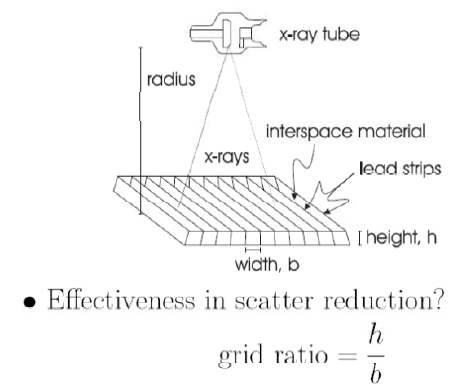 x-ray tube
radius
interspace material
x-rays
lead strips
height, h
width, b
• Effectiveness in scatter reduction?
grid ratio = h/b